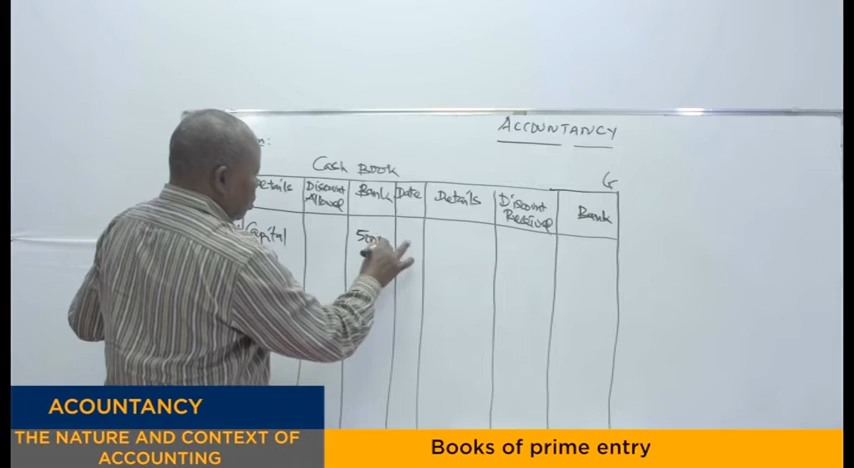 ACCOUNTANCY
Cash Book
Details Discount Allowed Bank Date Details Discount Received Bank
Capital
ACOUNTANCY
THE NATURE AND CONTEXT OF
ACCOUNTING
Books of prime entry